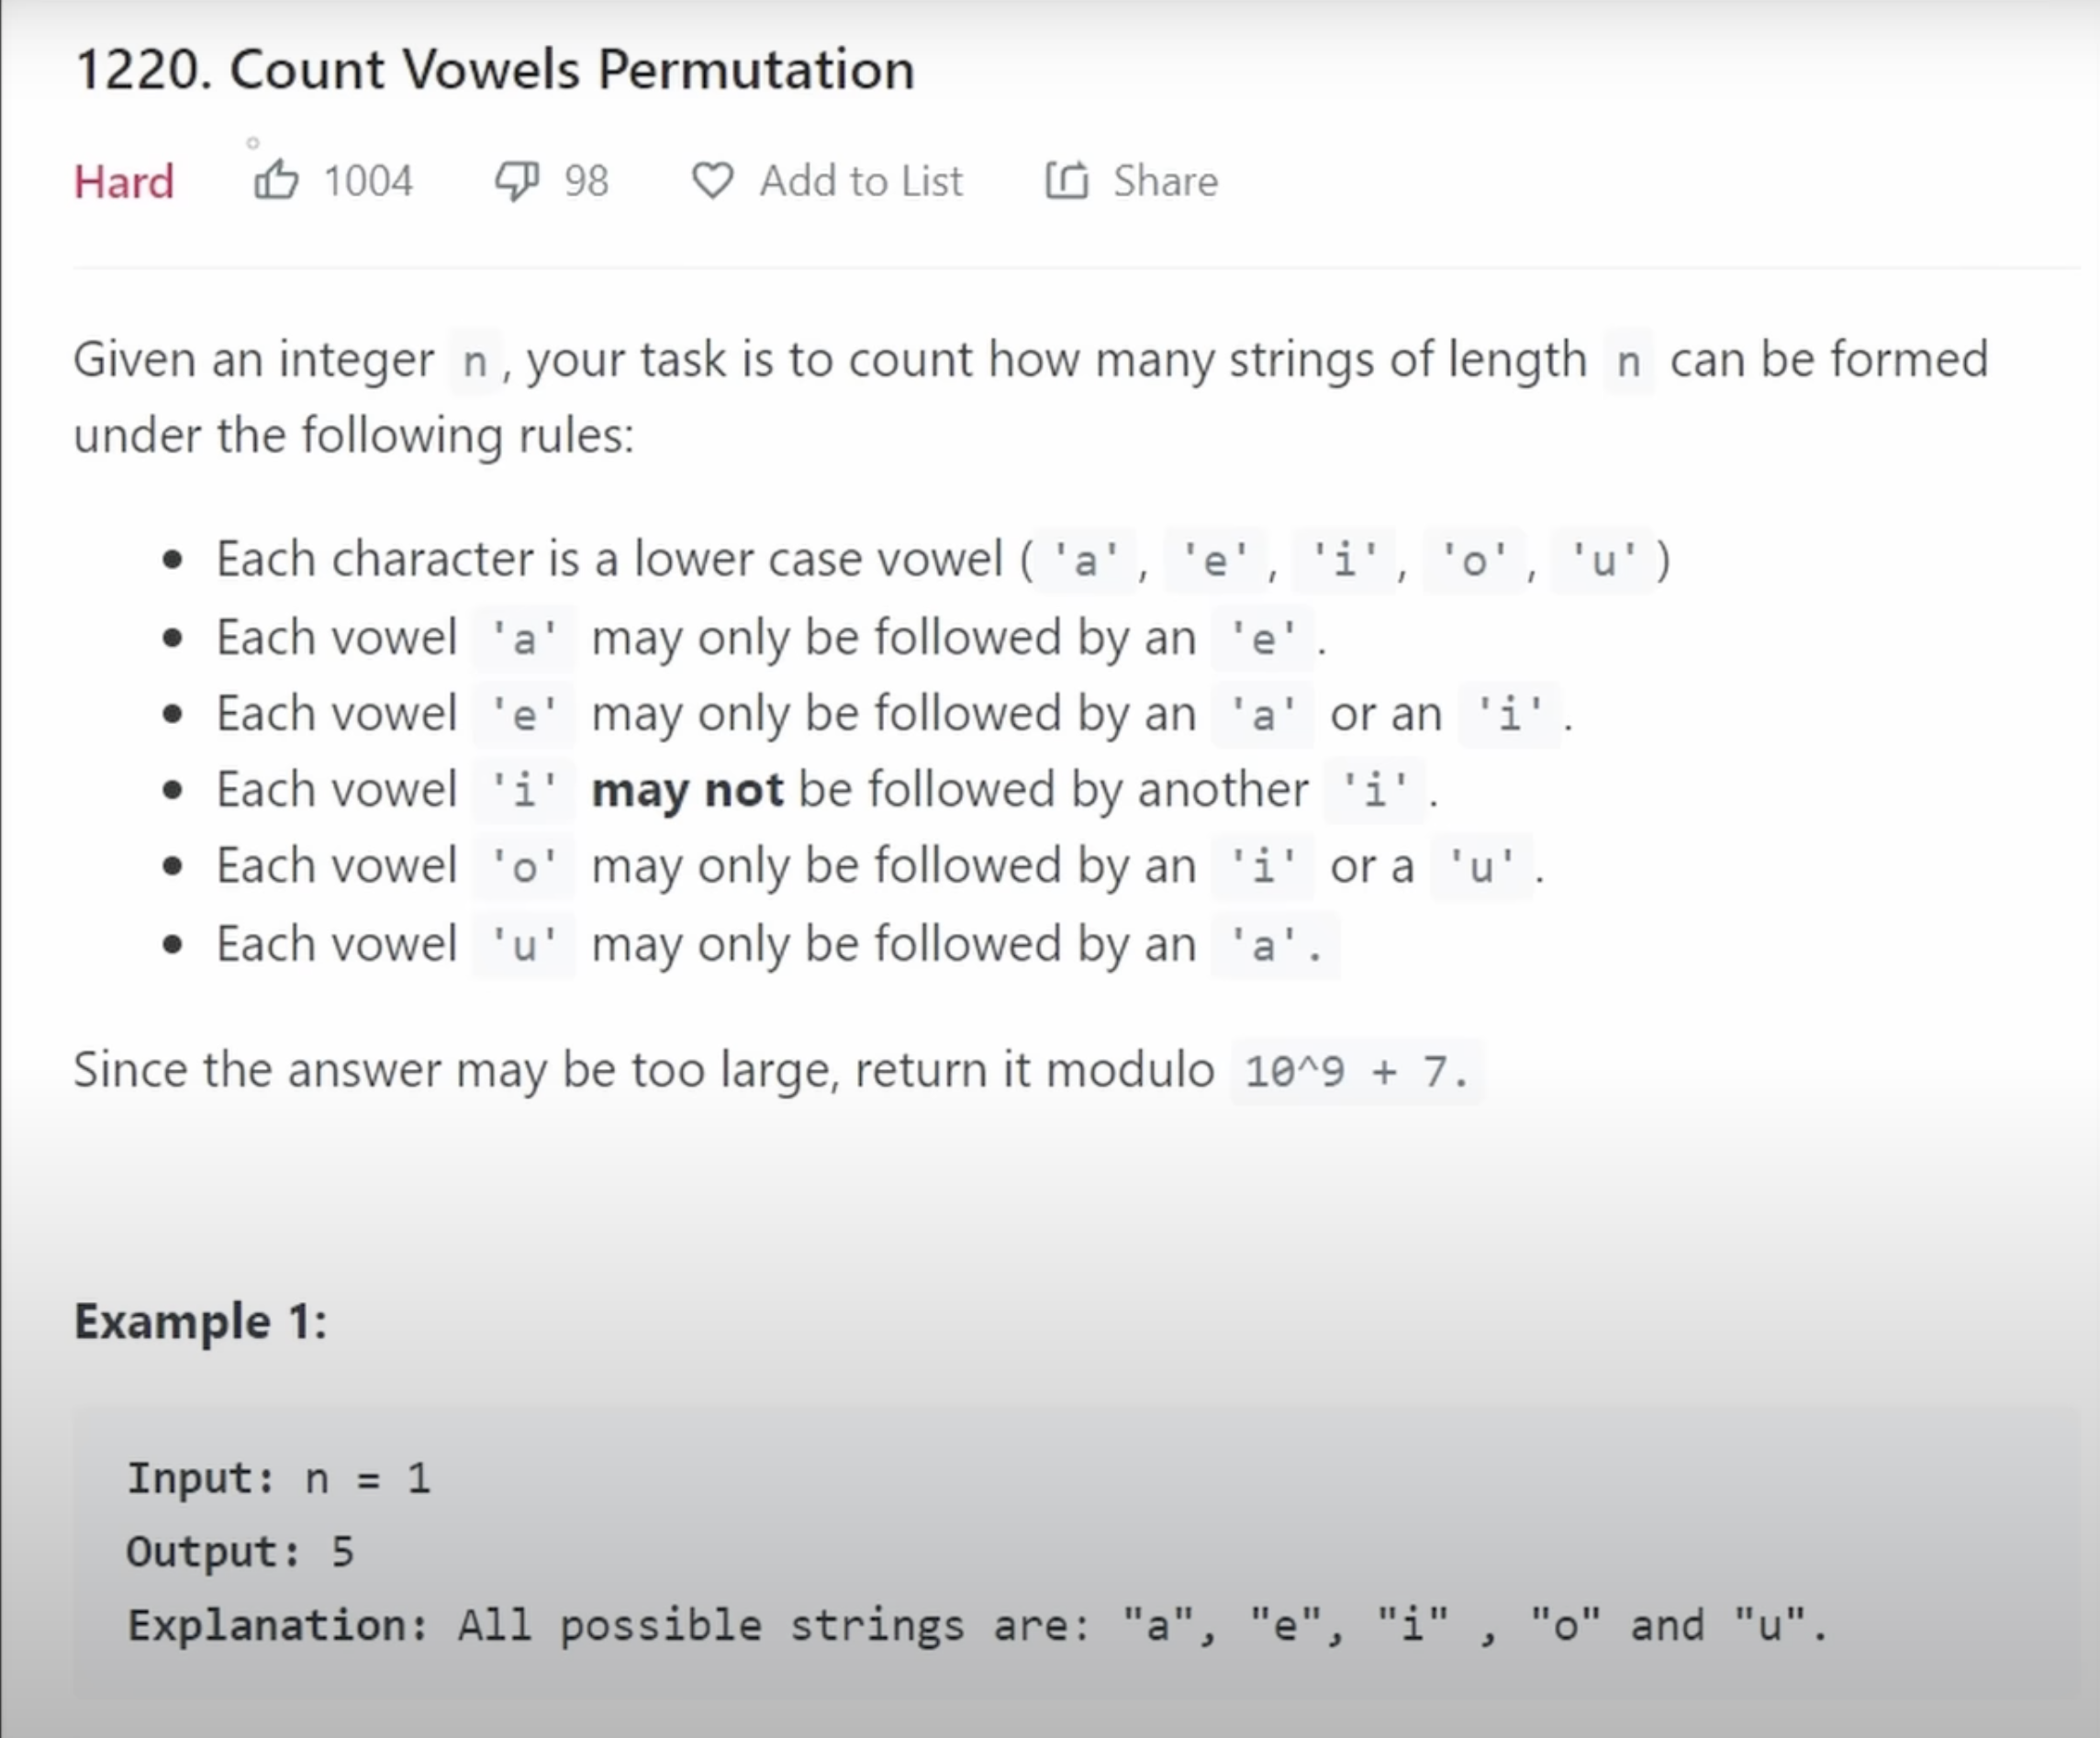 1220. Count Vowels Permutation
Hard 1004 98 Add to List Share
Given an integer n, your task is to count how many strings of length n can be formed
under the following rules:
• Each character is a lower case vowel ( 'a', 'e', 'i', 'o', 'u' )
• Each vowel 'a' may only be followed by an 'e'.
• Each vowel 'e' may only be followed by an 'a' or an 'i'.
• Each vowel 'i' may not be followed by another 'i'.
• Each vowel 'o' may only be followed by an 'i' or a 'u'.
• Each vowel 'u' may only be followed by an 'a'.
Since the answer may be too large, return it modulo 10^9 + 7.
Example 1:
Input: n = 1
Output: 5
Explanation: All possible strings are: "a", "e", "i" , "o" and "u".